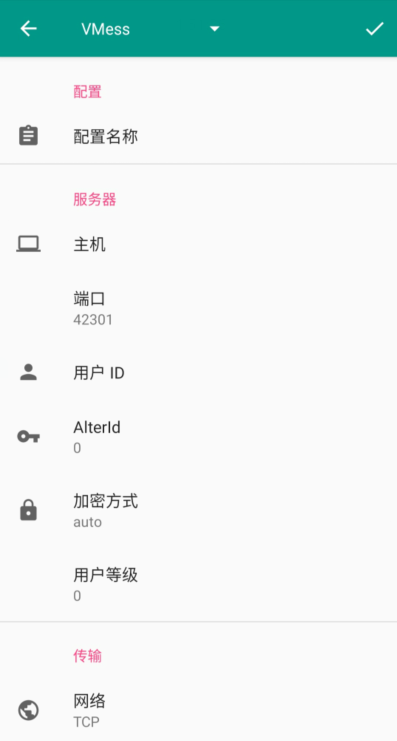 VMess
配置
配置名称
服务器
主机
端口
42301
用户 ID
AlterId
0
加密方式
auto
用户等级
0
传输
网络
TCP